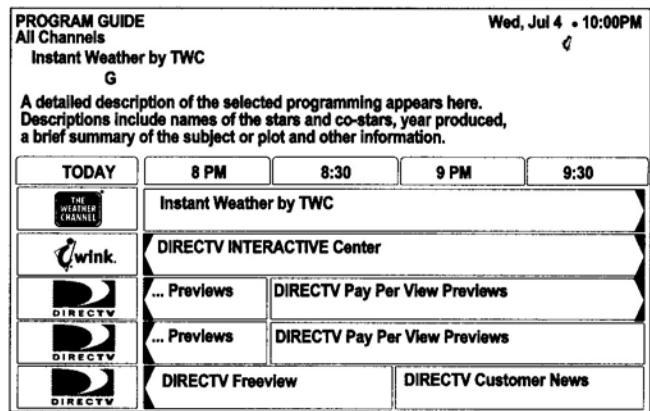 PROGRAM GUIDE
Wed, Jul 4 • 10:00PM
All Channels
Instant Weather by TWC
G
A detailed description of the selected programming appears here.
Descriptions include names of the stars and co-stars, year produced,
a brief summary of the subject or plot and other information.
TODAY 8 PM 8:30 9 PM 9:30
THE
WEATHER
CHANNEL
Instant Weather by TWC
wink.
DIRECTV INTERACTIVE Center
DIRECTV
... Previews DIRECTV Pay Per View Previews
DIRECTV
... Previews DIRECTV Pay Per View Previews
DIRECTV
DIRECTV Freeview DIRECTV Customer News